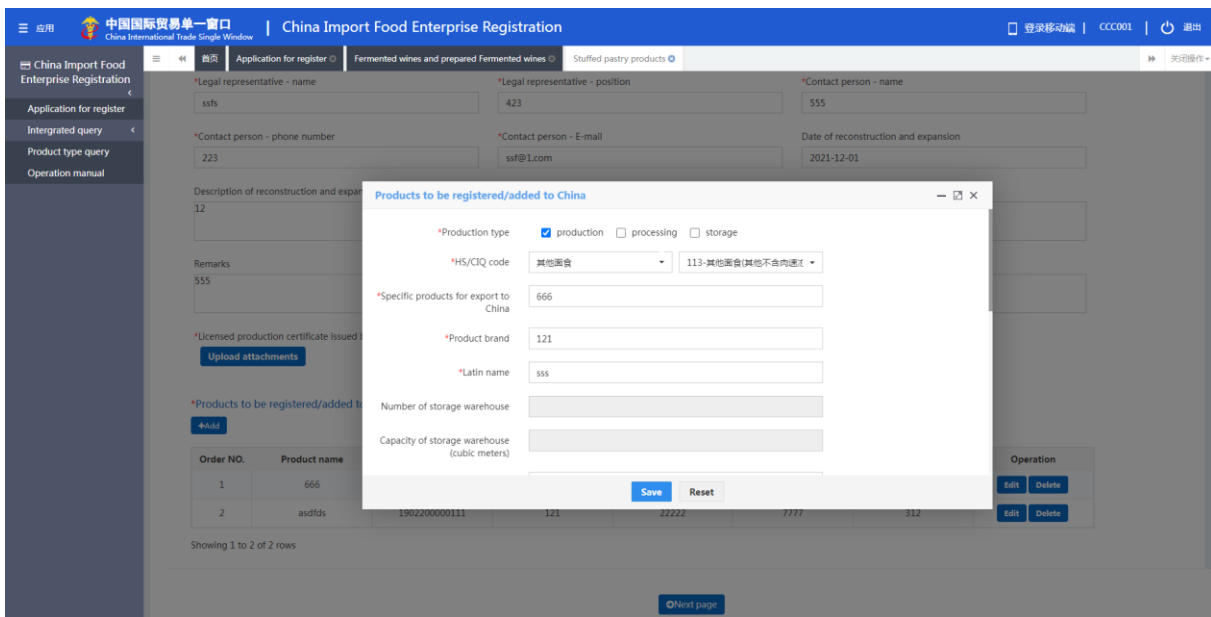 应用
中国国际贸易单一窗口
China International Trade Single Window
China Import Food Enterprise Registration
登录移动端
CCC001
退出
China Import Food
Enterprise Registration
Application for register
Intergrated query
Product type query
Operation manual
首页
Application for register
Fermented wines and prepared Fermented wines
Stuffed pastry products
关闭操作
*Legal representative - name
*Legal representative - position
*Contact person - name
ssfs
423
555
*Contact person - phone number
*Contact person - E-mail
Date of reconstruction and expansion
223
ssf@1.com
2021-12-01
Description of reconstruction and expan
12
Remarks
555
*Licensed production certificate issued
Upload attachments
*Products to be registered/added to
+Add
Products to be registered/added to China
*Production type
production
processing
storage
*HS/CIQ code
其他面食
113-其他面食(其他不含肉速冻
*Specific products for export to
China
666
*Product brand
121
*Latin name
sss
Number of storage warehouse
Capacity of storage warehouse
(cubic meters)
Save
Reset
Order NO.
Product name
Operation
1
666
Edit
Delete
2
asdfds
1902200000111
121
22222
7777
312
Edit
Delete
Showing 1 to 2 of 2 rows
Next page